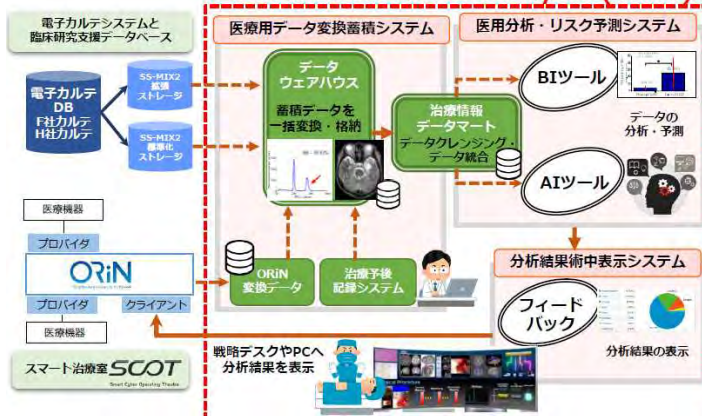 電子カルテシステムと
臨床研究支援データベース
電子カルテ
DB
F社カルテ
H社カルテ
SS-MIX2
拡張
ストレージ
SS-MIX2
標準化
ストレージ
医療機器
プロバイダ
ORiN
プロバイダ
クライアント
医療機器
スマート治療室SCOT
Smart Cyber Operating Theater
医療用データ変換蓄積システム
データ
ウェアハウス
蓄積データを
一括変換・格納
治療情報
データマート
データクレンジング・
データ統合
ORiN
変換データ
治療予後
記録システム
医用分析・リスク予測システム
BIツール
データの
分析・予測
AIツール
分析結果術中表示システム
フィード
バック
分析結果の表示
戦略デスクやPCへ
分析結果を表示